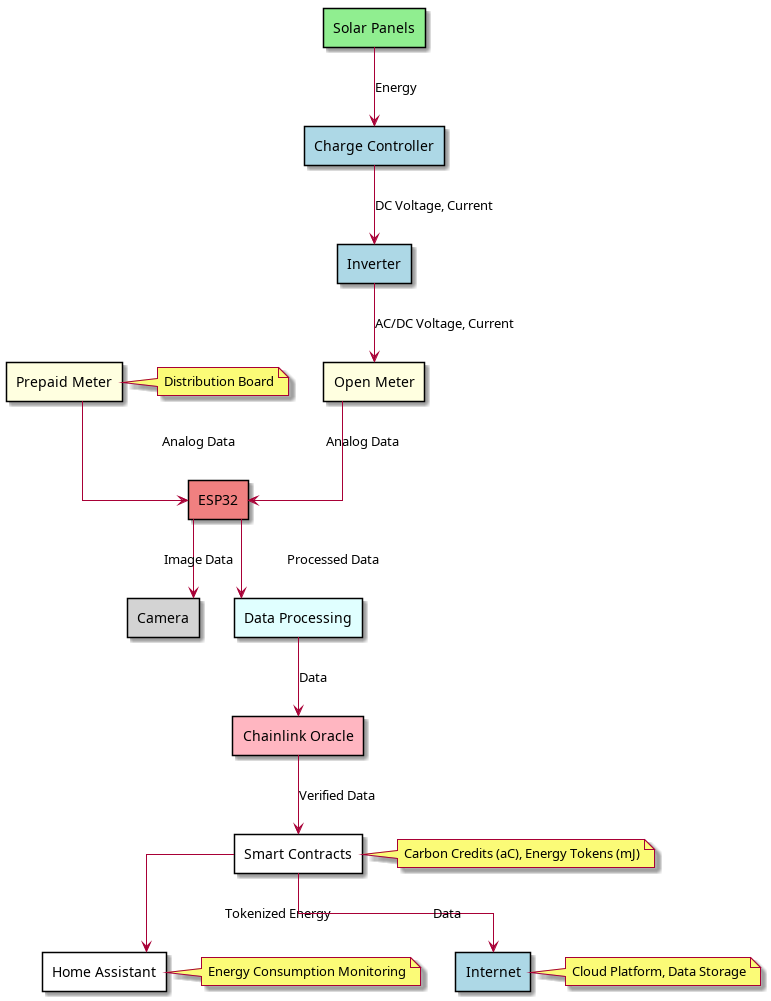 Solar Panels
Energy
Charge Controller
DC Voltage, Current
Inverter
AC/DC Voltage, Current
Prepaid Meter
Distribution Board
Open Meter
Analog Data
Analog Data
ESP32
Image Data
Processed Data
Camera
Data Processing
Data
Chainlink Oracle
Verified Data
Smart Contracts
Carbon Credits (aC), Energy Tokens (mJ)
Tokenized Energy
Data
Home Assistant
Energy Consumption Monitoring
Internet
Cloud Platform, Data Storage